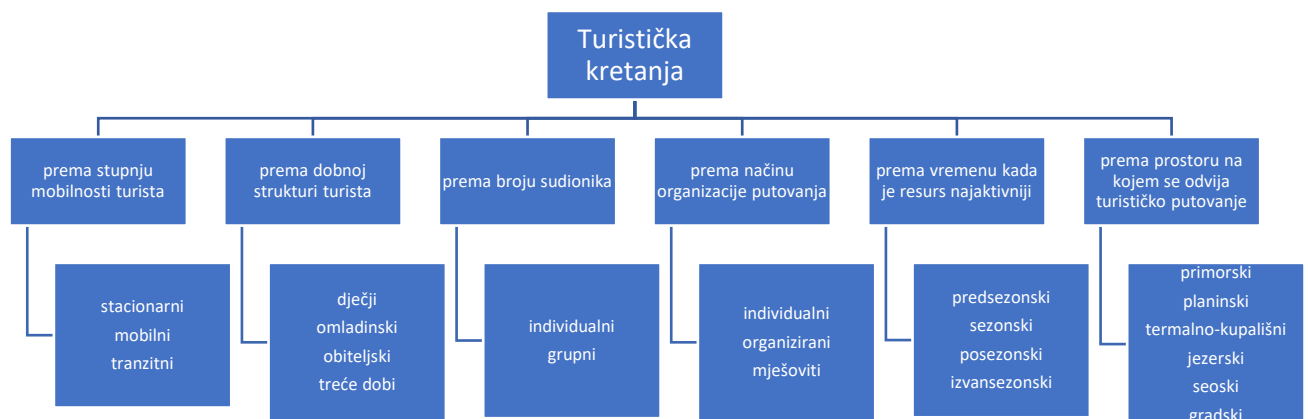 Turistička
kretanja
prema stupnju
mobilnosti turista
prema dobnoj
strukturi turista
prema broju sudionika
prema načinu
organizacije putovanja
prema vremenu kada
je resurs najaktivniji
prema prostoru na
kojem se odvija
turističko putovanje
stacionarni
mobilni
tranzitni
dječji
omladinski
obiteljski
treće dobi
individualni
grupni
individualni
organizirani
mješoviti
predsezonski
sezonski
posezonski
izvansezonski
primorski
planinski
termalno-kupališni
jezerski
seoski
gradski